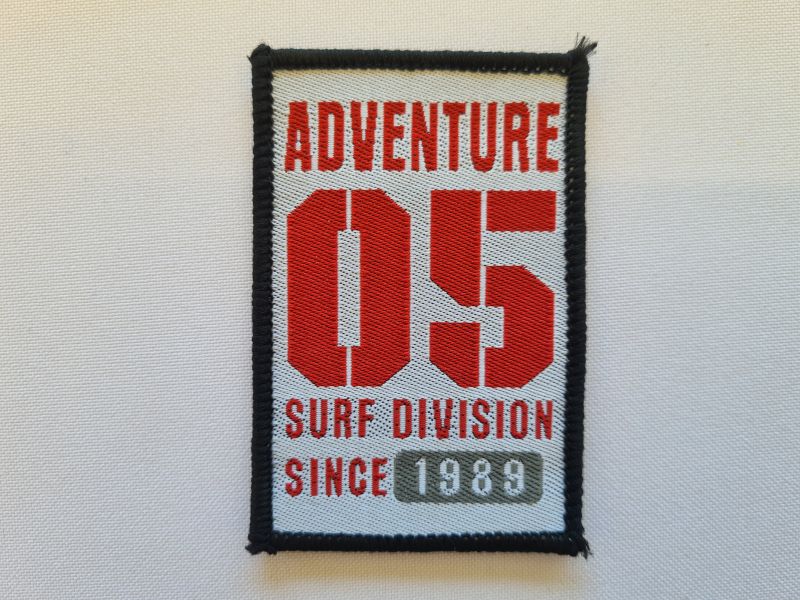 ADVENTURE
05
SURF DIVISION
SINCE 1989